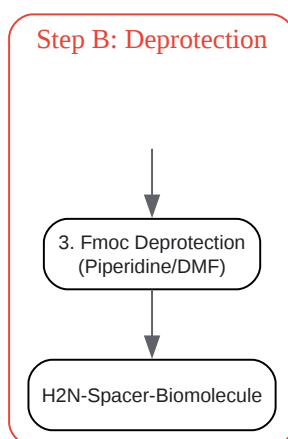 Step B: Deprotection
3. Fmoc Deprotection
(Piperidine/DMF)
H2N-Spacer-Biomolecule